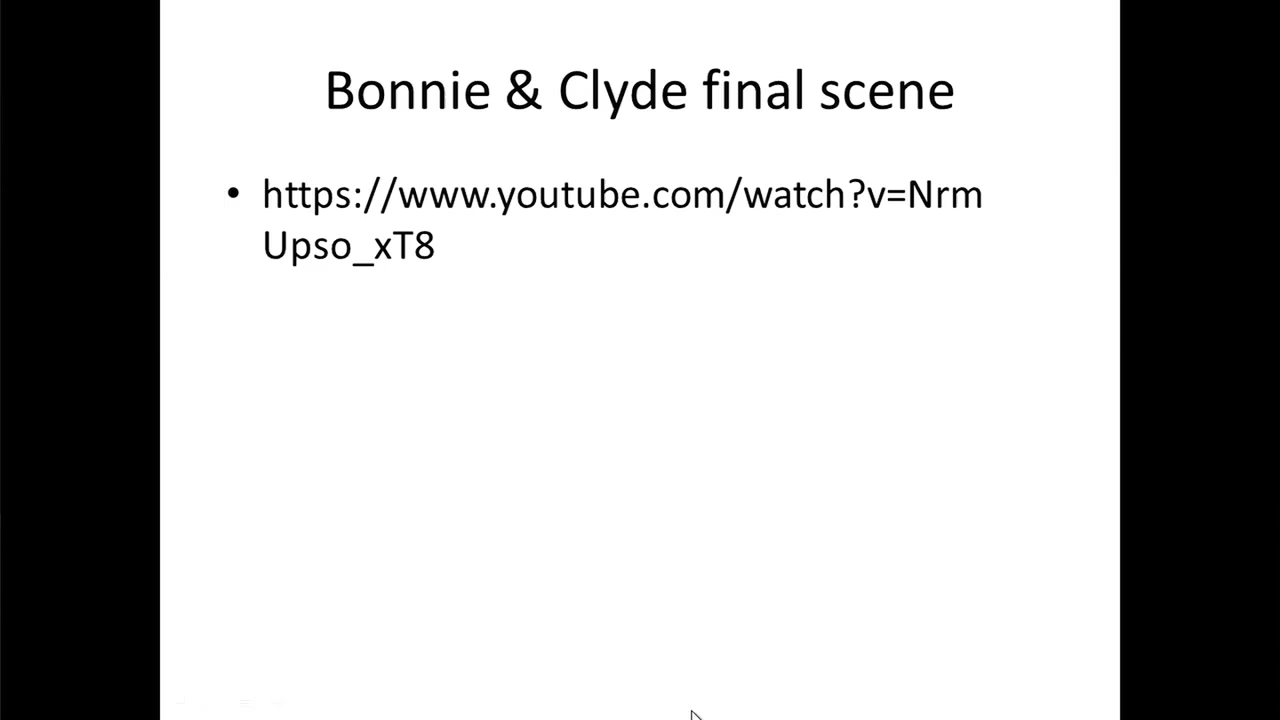 Bonnie & Clyde final scene
• https://www.youtube.com/watch?v=Nrm
Upso_xT8